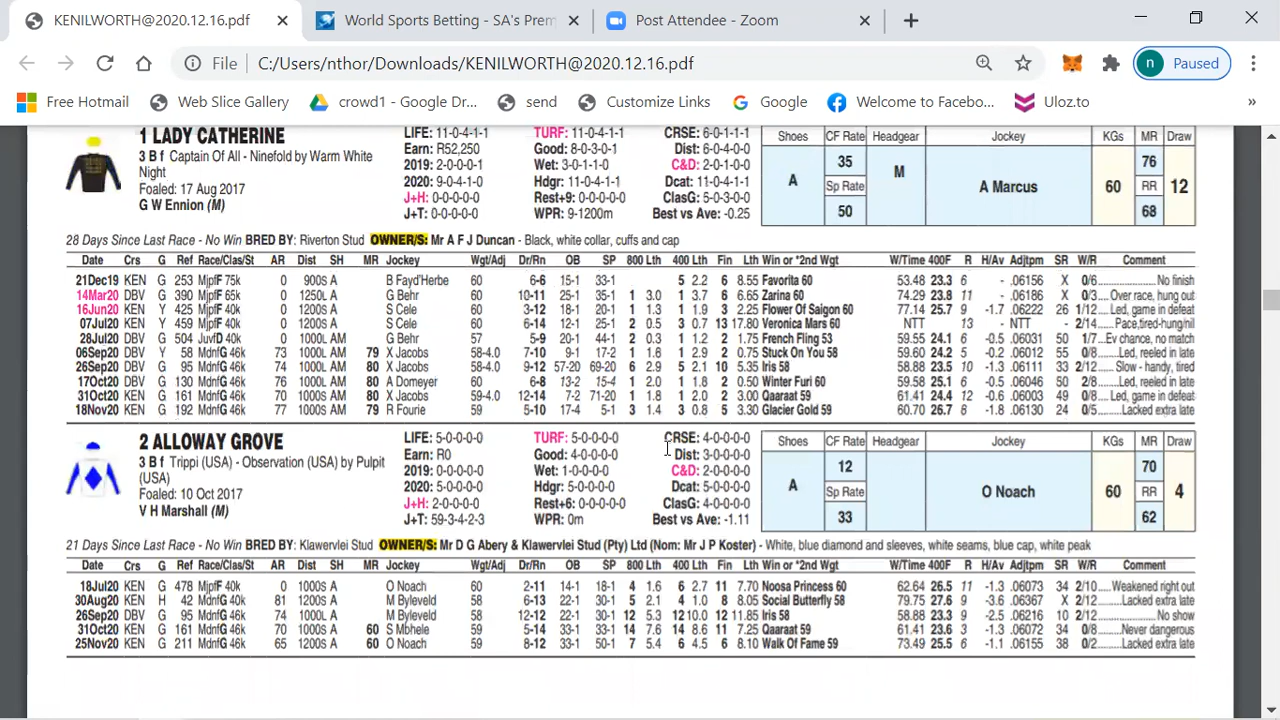 KENILWORTH@2020.12.16.pdf
World Sports Betting - SA's Prem
Post Attendee - Zoom
File C:/Users/nthor/Downloads/KENILWORTH@2020.12.16.pdf
n Paused
Free Hotmail Web Slice Gallery crowd1 - Google Dr... send Customize Links Google Welcome to Facebo... Uloz.to »
1 LADY CATHERINE
3 B f Captain Of All - Ninefold by Warm White
Night
Foaled: 17 Aug 2017
G W Ennion (M)
LIFE: 11-0-4-1-1 TURF: 11-0-4-1-1 CRSE: 6-0-1-1-1
Earn: R52,250 Good: 8-0-3-0-1 Dist: 6-0-4-0-0
2019: 2-0-0-0-1 Wet: 3-0-1-1-0 C&D: 2-0-1-0-0
2020: 9-0-4-1-0 Hdgr: 11-0-4-1-1 Dcat: 11-0-4-1-1
J+H: 0-0-0-0-0 Rest+9: 0-0-0-0-0 ClasG: 5-0-3-0-0
J+T: 0-0-0-0-0 WPR: 9-1200m Best vs Ave: -0.25
Shoes CF Rate Headgear Jockey KGs MR Draw
A 35 M A Marcus 60 76 12
Sp Rate RR
50 68
28 Days Since Last Race - No Win BRED BY: Riverton Stud OWNER/S: Mr A F J Duncan - Black, white collar, cuffs and cap
Date Crs G Ref Race/Clas/St AR Dist SH MR Jockey Wgt/Adj Dr/Rn OB SP 800 Lth 400 Lth Fin Lth Win or *2nd Wgt W/Time 400F R H/Av Adjtpm SR W/R Comment
21Dec19 KEN G MjpfF 75k 0 900S A B Fayd'Herbe 60 6-6 15-1 33-1 5 2.2 6 8.55 Favorita 60 53.48 23.3 6 - .06156 X 0/6 ....No finish
14Mar20 DBV G 390 MjpfF 65k 0 1250L A G Behr 60 10-11 25-1 35-1 1 3.0 1 3.7 6 6.65 Zarina 60 74.29 23.8 11 - .06186 0/3 .... Over race, hung out
16Jun20 KEN Y 425 MjpfF 40k 0 1200S A S Cele 60 3-12 18-1 20-1 1 1.3 1 1.9 3 2.25 Flower Of Saigon 60 77.14 25.7 9 -1.7 .06222 26 1/12 ...Led, game in defeat
07Jul20 KEN Y 459 MjpfF 40k 0 1200S A S Cele 60 6-14 12-1 25-1 2 0.5 3 0.7 13 17.80 Veronica Mars 60 NTT 13 - NTT - 2/14 .....Pace,tired-hung/nil
28Jul20 DBV G 504 JuvfD 40k 0 1000L AM G Behr 57 5-9 20-1 44-1 2 0.3 1 1.2 2 1.75 French Fling 53 59.55 24.1 6 -0.5 .06031 50 1/7 ...Ev chance, no match
06Sep20 DBV Y 58 MdnfG 46k 73 1000L AM 79 X Jacobs 58-4.0 7-10 9-1 17-2 1 1.6 1 2.9 2 0.75 Stuck On You 58 59.60 24.2 5 -0.2 .06012 55 0/8 ........Led, reeled in late
26Sep20 KEN G 95 MdnfG 46k 74 1000S AM 80 X Jacobs 58-4.0 9-12 57-20 69-20 6 2.9 5 2.1 10 5.35 Iris 58 58.88 23.5 10 -1.3 .06111 33 2/12 ........Slow - handy, tired
17Oct20 DBV G 130 MdnfG 46k 76 1000L AM 80 A Domeyer 60 6-8 13-2 15-4 1 2.0 1 1.8 2 0.50 Winter Furi 60 59.58 25.1 6 -0.5 .06046 50 2/8 ........Led, reeled in late
31Oct20 KEN G 161 MdnfG 46k 70 1000S AM 80 X Jacobs 59-4.0 12-14 7-2 71-20 1 1.6 1 1.0 2 3.00 Qaaraat 59 61.41 24.4 12 -0.6 .06003 49 0/8 ....Led, game in defeat
18Nov20 KEN G 192 MdnfG 46k 77 1000S AM 79 R Fourie 59 5-10 17-4 5-1 3 1.4 3 0.8 5 3.30 Glacier Gold 59 60.70 26.7 8 -1.8 .06130 24 0/5 .......Lacked extra late
2 ALLOWAY GROVE
3 B f Trippi (USA) - Observation (USA) by Pulpit
(USA)
Foaled: 10 Oct 2017
V H Marshall (M)
LIFE: 5-0-0-0-0 TURF: 5-0-0-0-0 CRSE: 4-0-0-0-0
Earn: R0 Good: 4-0-0-0-0 Dist: 3-0-0-0-0
2019: 0-0-0-0-0 Wet: 1-0-0-0-0 C&D: 2-0-0-0-0
2020: 5-0-0-0-0 Hdgr: 5-0-0-0-0 Dcat: 5-0-0-0-0
J+H: 2-0-0-0-0 Rest+6: 0-0-0-0-0 ClasG: 4-0-0-0-0
J+T: 59-3-4-2-3 WPR: 0m Best vs Ave: -1.11
Shoes CF Rate Headgear Jockey KGs MR Draw
A 12 O Noach 60 70 4
Sp Rate RR
33 62
21 Days Since Last Race - No Win BRED BY: Klawervlei Stud OWNER/S: Mr D G Abery & Klawervlei Stud (Pty) Ltd (Nom: Mr J P Koster) - White, blue diamond and sleeves, white seams, blue cap, white peak
Date Crs G Ref Race/Clas/St AR Dist SH MR Jockey Wgt/Adj Dr/Rn OB SP 800 Lth 400 Lth Fin Lth Win or *2nd Wgt W/Time 400F R H/Av Adjtpm SR W/R Comment
18Jul20 KEN G 478 MjpfF 40k 0 1000S A O Noach 60 2-11 14-1 18-1 4 1.6 6 2.7 11 7.70 Noosa Princess 60 62.64 26.5 11 -1.3 .06073 34 2/10 ...Weakened right out
30Aug20 KEN H 42 MdnfG 40k 81 1200S A M Byleveld 58 6-13 22-1 30-1 5 2.1 4 1.0 8 8.05 Social Butterfly 58 79.75 27.6 9 -3.6 .06367 X 2/12 .......Lacked extra late
26Sep20 DBV G 95 MdnfG 46k 74 1000L A M Byleveld 58 12-12 22-1 30-1 12 5.8 12 10.0 12 11.85 Iris 58 58.88 23.3 9 -2.5 .06216 10 2/12 ....No show
31Oct20 KEN G 161 MdnfG 46k 70 1000S A 60 S Mbhele 59 5-14 33-1 33-1 14 7.6 14 8.6 11 7.25 Qaaraat 59 61.41 23.6 3 -1.3 .06072 34 0/8 ....Never dangerous
25Nov20 KEN G 211 MdnfG 46k 65 1200S A 60 O Noach 59 8-12 33-1 50-1 7 5.4 6 4.5 6 8.10 Walk Of Fame 59 73.49 25.5 6 -1.1 .06155 38 0/2 .......Lacked extra late